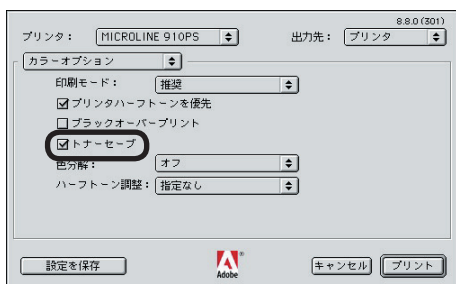 8.8.0 (301)
プリンタ： MICROLINE 910PS 出力先： プリンタ
カラーオプション
印刷モード： 推奨
プリンタハーフトーンを優先
ブラックオーバープリント
トナーセーブ
色分解： オフ
ハーフトーン調整： 指定なし
設定を保存 Adobe ® キャンセル プリント